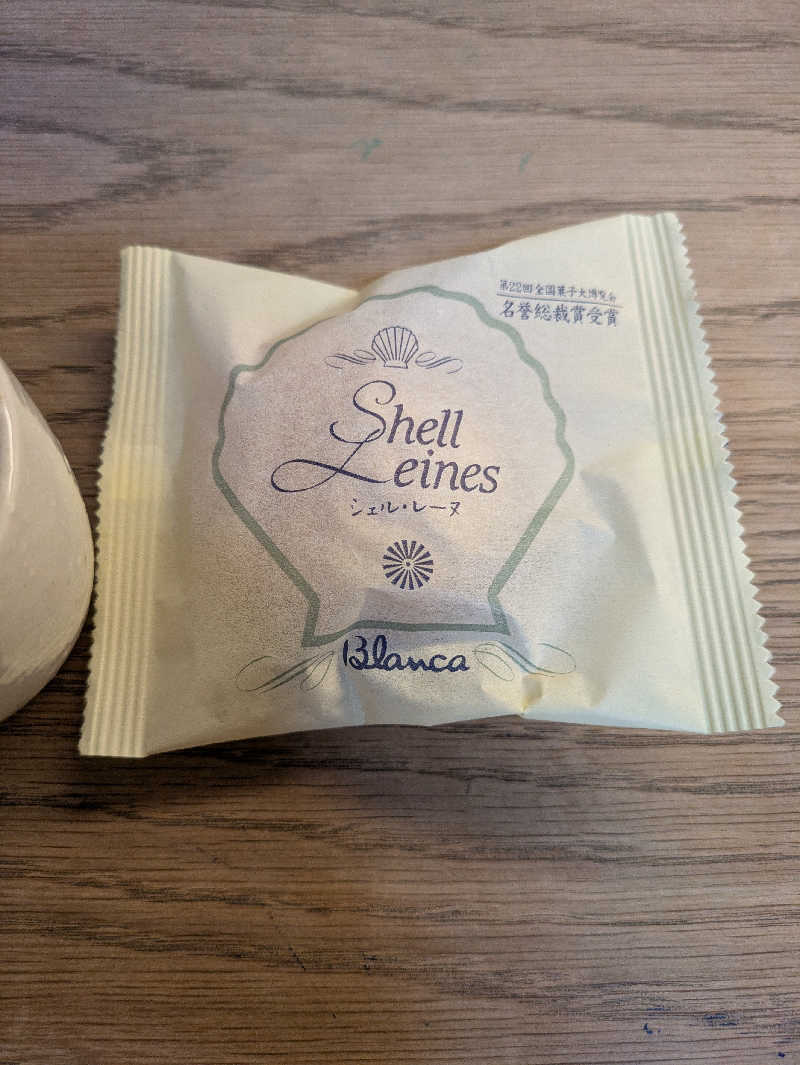 第22回全国菓子大博覧会
名誉総裁賞受賞
Shell
Leines
シェル・レーヌ
Blanca